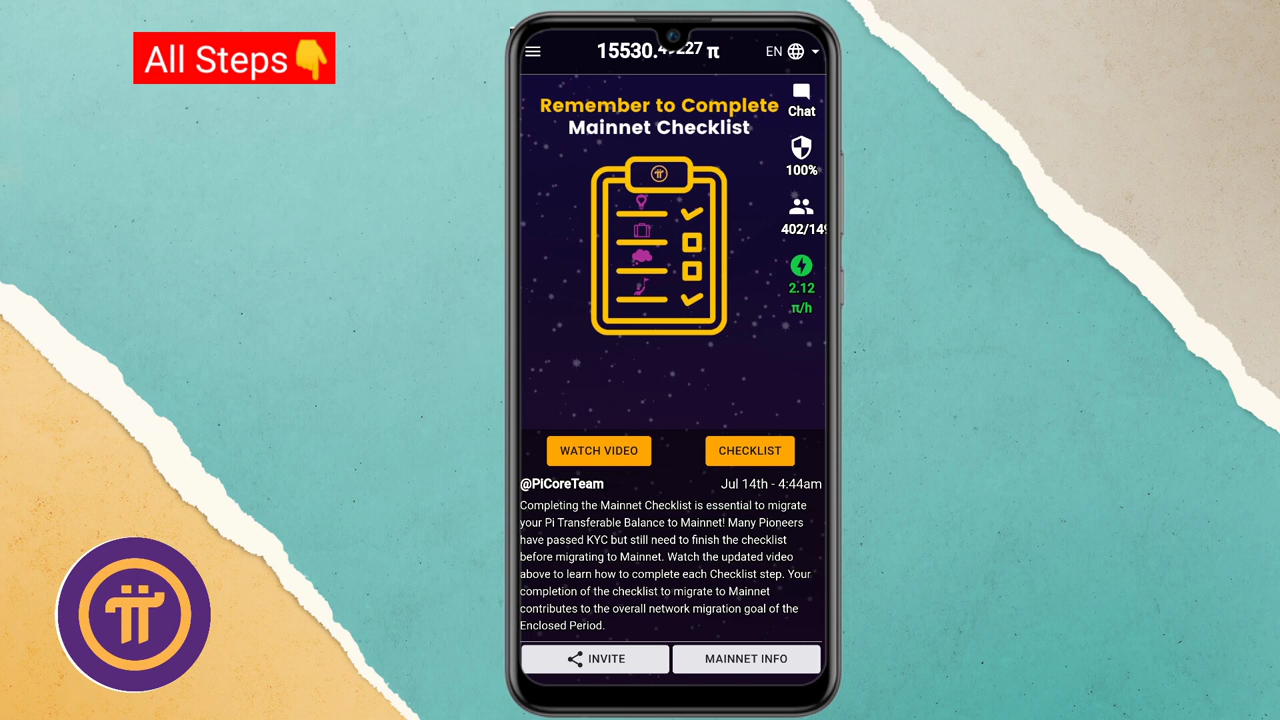 All Steps👇
EN
Remember to Complete
Mainnet Checklist
Chat
100%
2.12
π/h
WATCH VIDEO
CHECKLIST
@PiCoreTeam
Jul 14th - 4:44am
Completing the Mainnet Checklist is essential to migrate
your Pi Transferable Balance to Mainnet! Many Pioneers
have passed KYC but still need to finish the checklist
before migrating to Mainnet. Watch the updated video
above to learn how to complete each Checklist step. Your
completion of the checklist to migrate to Mainnet
contributes to the overall network migration goal of the
Enclosed Period.
INVITE
MAINNET INFO